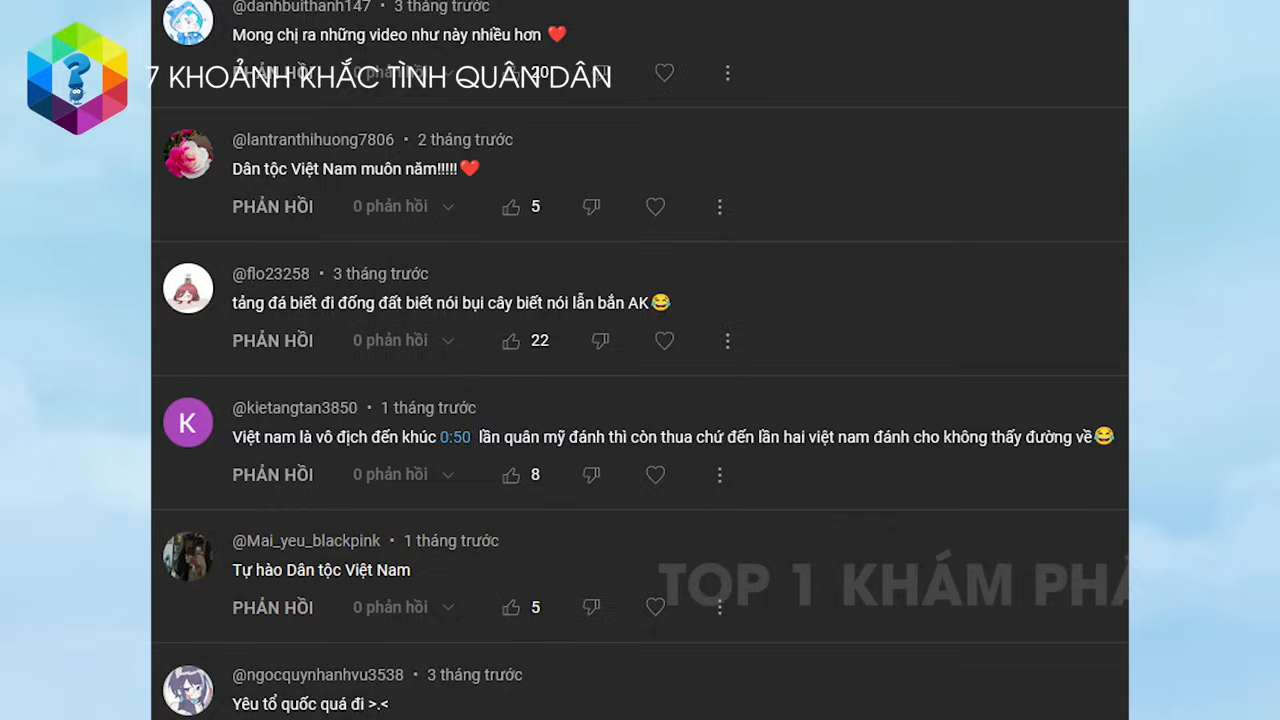 @danhbuithanh147 • 3 tháng trước
Mong chị ra những video như này nhiều hơn ❤️
PHẢN HỒI 0 phản hồi 20
7 KHOẢNH KHẮC TÌNH QUÂN DÂN
@lantranthihuong7806 • 2 tháng trước
Dân tộc Việt Nam muôn năm!!!!!❤️
PHẢN HỒI 0 phản hồi 5
@flo23258 • 3 tháng trước
tảng đá biết đi đống đất biết nói bụi cây biết nói lẫn bắn AK😂
PHẢN HỒI 0 phản hồi 22
K
@kietangtan3850 • 1 tháng trước
Việt nam là vô địch đến khúc 0:50 lần quân mỹ đánh thì còn thua chứ đến lần hai việt nam đánh cho không thấy đường về😂
PHẢN HỒI 0 phản hồi 8
@Mai_yeu_blackpink • 1 tháng trước
Tự hào Dân tộc Việt Nam
TOP 1 KHÁM PHÁ
PHẢN HỒI 0 phản hồi 5
@ngocquynhanhvu3538 • 3 tháng trước
Yêu tổ quốc quá đi >.<